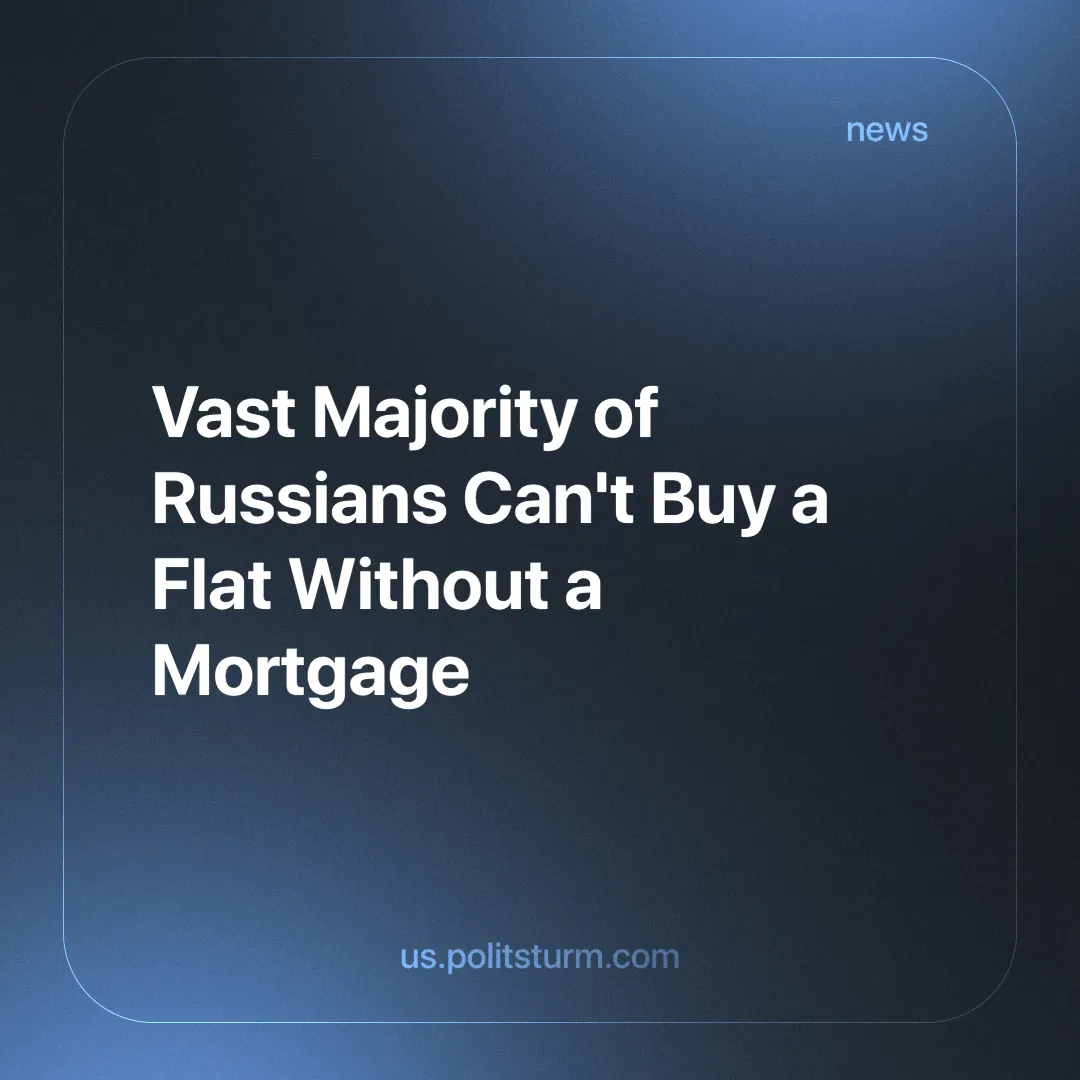 news
Vast Majority of
Russians Can't Buy a
Flat Without a
Mortgage
us.politsturm.com